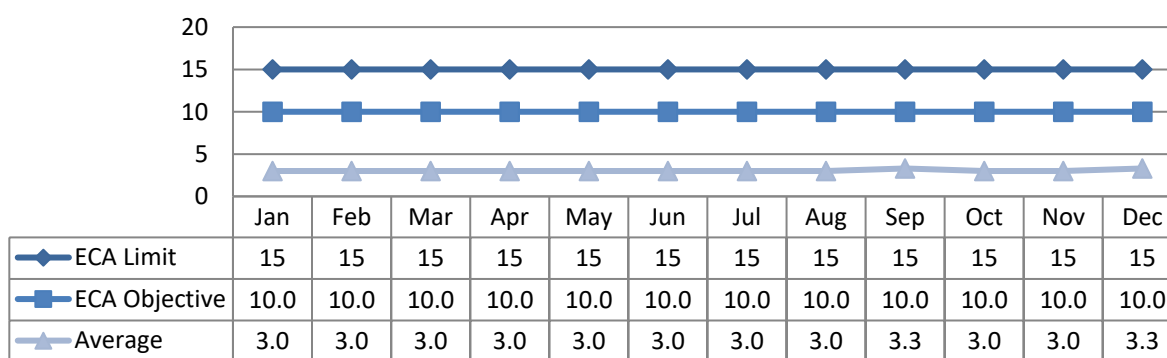 20
15
10
5
0
Jan Feb Mar Apr May Jun Jul Aug Sep Oct Nov Dec
ECA Limit 15 15 15 15 15 15 15 15 15 15 15 15
ECA Objective 10.0 10.0 10.0 10.0 10.0 10.0 10.0 10.0 10.0 10.0 10.0 10.0
Average 3.0 3.0 3.0 3.0 3.0 3.0 3.0 3.0 3.3 3.0 3.0 3.3